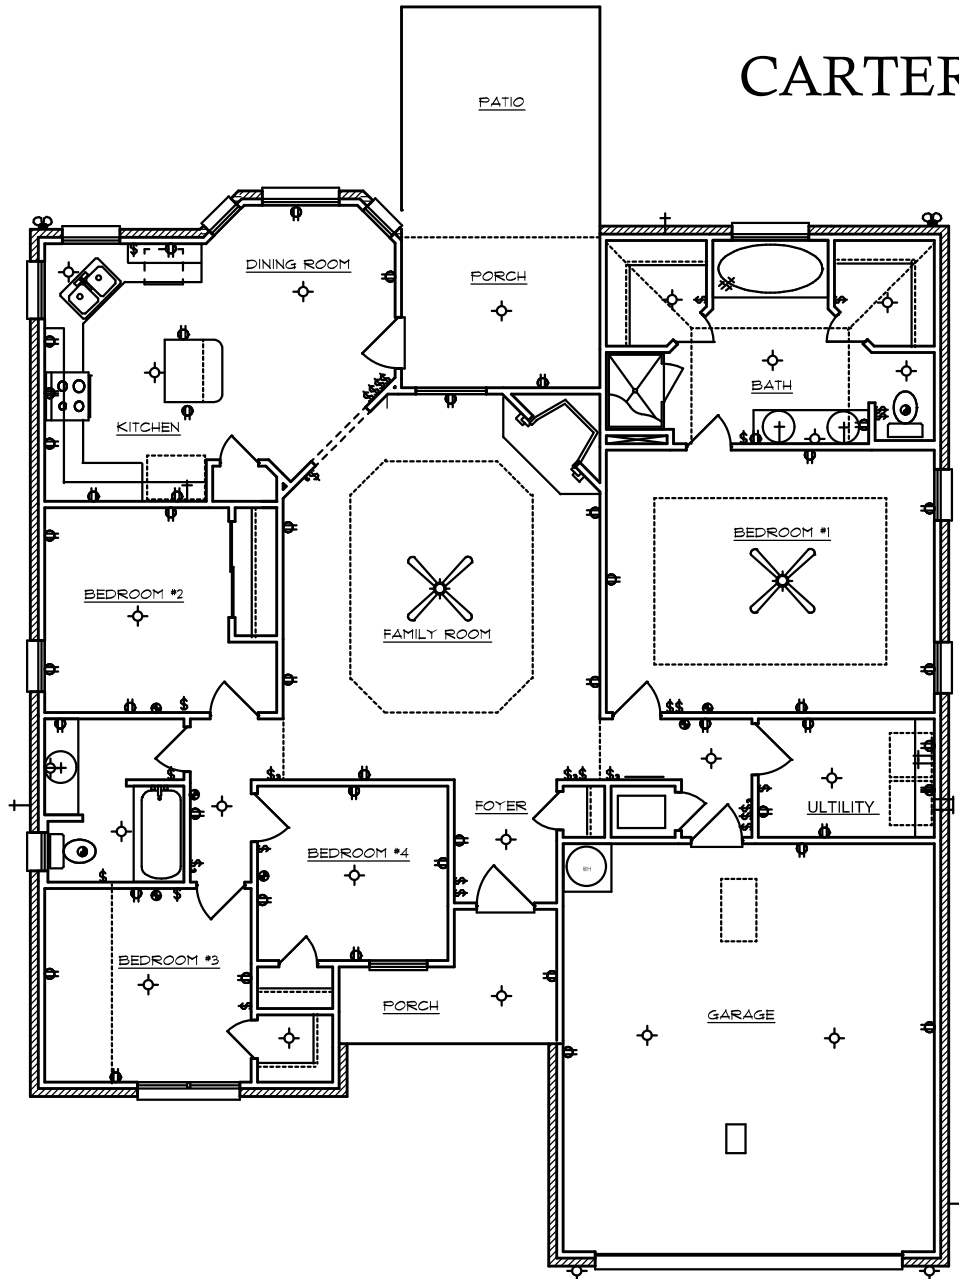 CARTER
PATIO
DINING ROOM
PORCH
KITCHEN
BATH
BEDROOM #1
BEDROOM #2
FAMILY ROOM
FOYER
ULTILITY
BEDROOM #4
WH
BEDROOM #3
PORCH
GARAGE